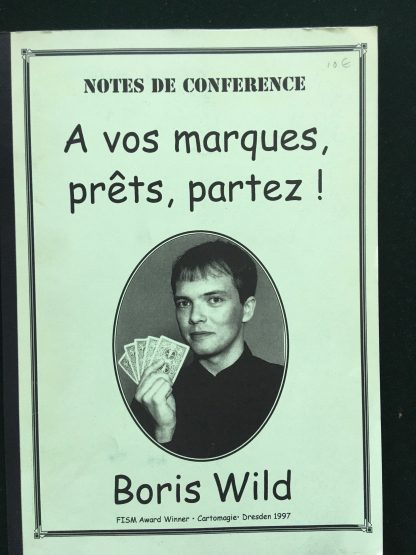 10 €
NOTES DE CONFERENCE
A vos marques,
prêts, partez !
Boris Wild
FISM Award Winner • Cartomagie• Dresden 1997